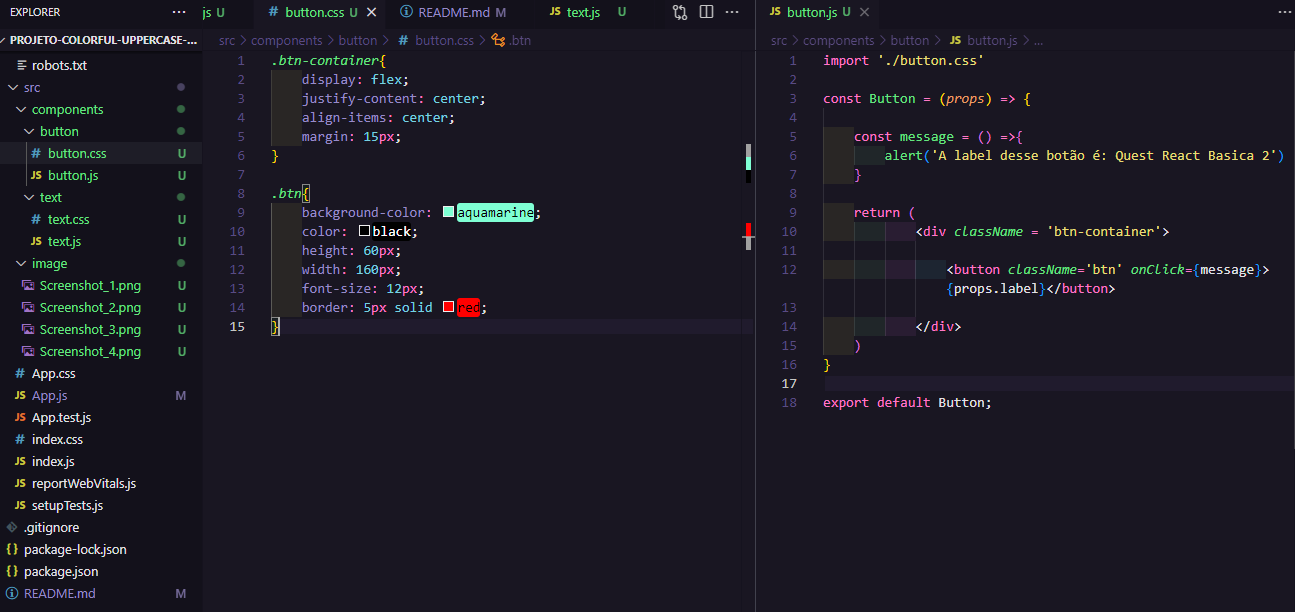 EXPLORER ···
PROJETO-COLORFUL-UPPERCASE-...
robots.txt
src
components
button
button.css U
button.js U
text
text.css U
text.js U
image
Screenshot_1.png U
Screenshot_2.png U
Screenshot_3.png U
Screenshot_4.png U
App.css
App.js M
App.test.js
index.css
index.js
reportWebVitals.js
setupTests.js
.gitignore
package-lock.json
package.json
README.md M
js U
# button.css U
README.md M
JS text.js U
src > components > button > # button.css > .btn
1 .btn-container{
2 display: flex;
3 justify-content: center;
4 align-items: center;
5 margin: 15px;
6 }
7
8 .btn{
9 background-color: aquamarine;
10 color: black;
11 height: 60px;
12 width: 160px;
13 font-size: 12px;
14 border: 5px solid red;
15 }
JS button.js U
src > components > button > JS button.js > ...
1 import './button.css'
2
3 const Button = (props) => {
4
5 const message = () =>{
6 alert('A label desse botão é: Quest React Basica 2')
7 }
8
9 return (
10 <div className = 'btn-container'>
11
12 <button className='btn' onClick={message}>
{props.label}</button>
13
14 </div>
15 )
16 }
17
18 export default Button;